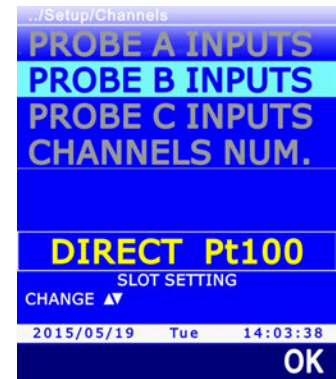 ../Setup/Channels
PROBE A INPUTS
PROBE B INPUTS
PROBE C INPUTS
CHANNELS NUM.
DIRECT Pt100
SLOT SETTING
CHANGE ▲▼
2015/05/19 Tue 14:03:38
OK